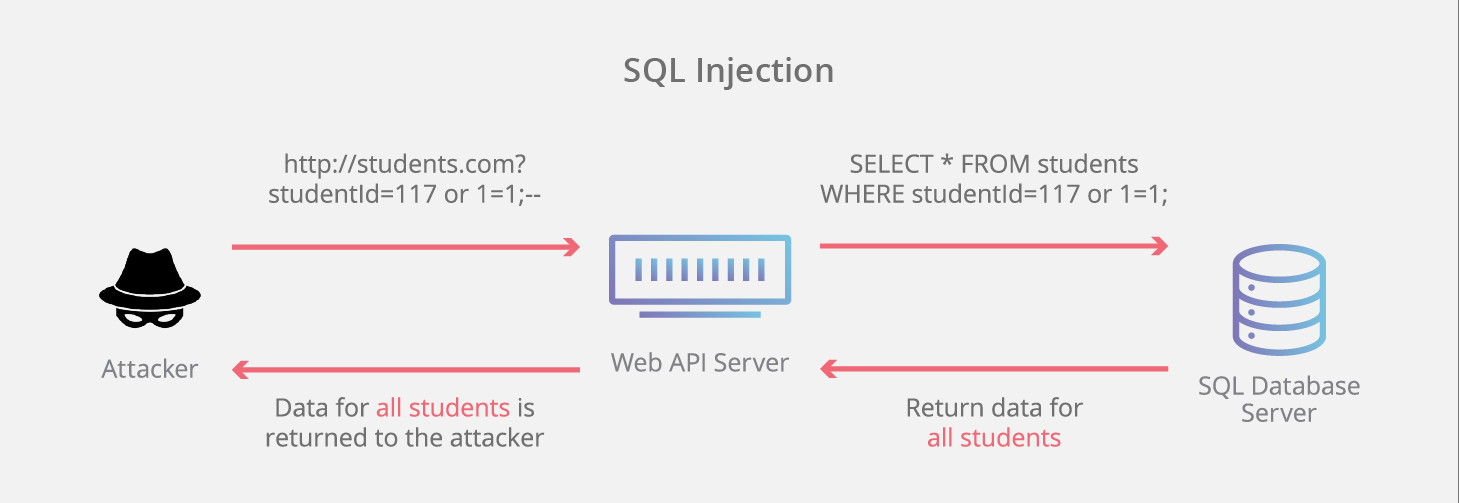 SQL Injection
http://students.com?
studentId=117 or 1=1;--
SELECT * FROM students
WHERE studentId=117 or 1=1;
Attacker
Web API Server
SQL Database
Server
Data for all students is
returned to the attacker
Return data for
all students